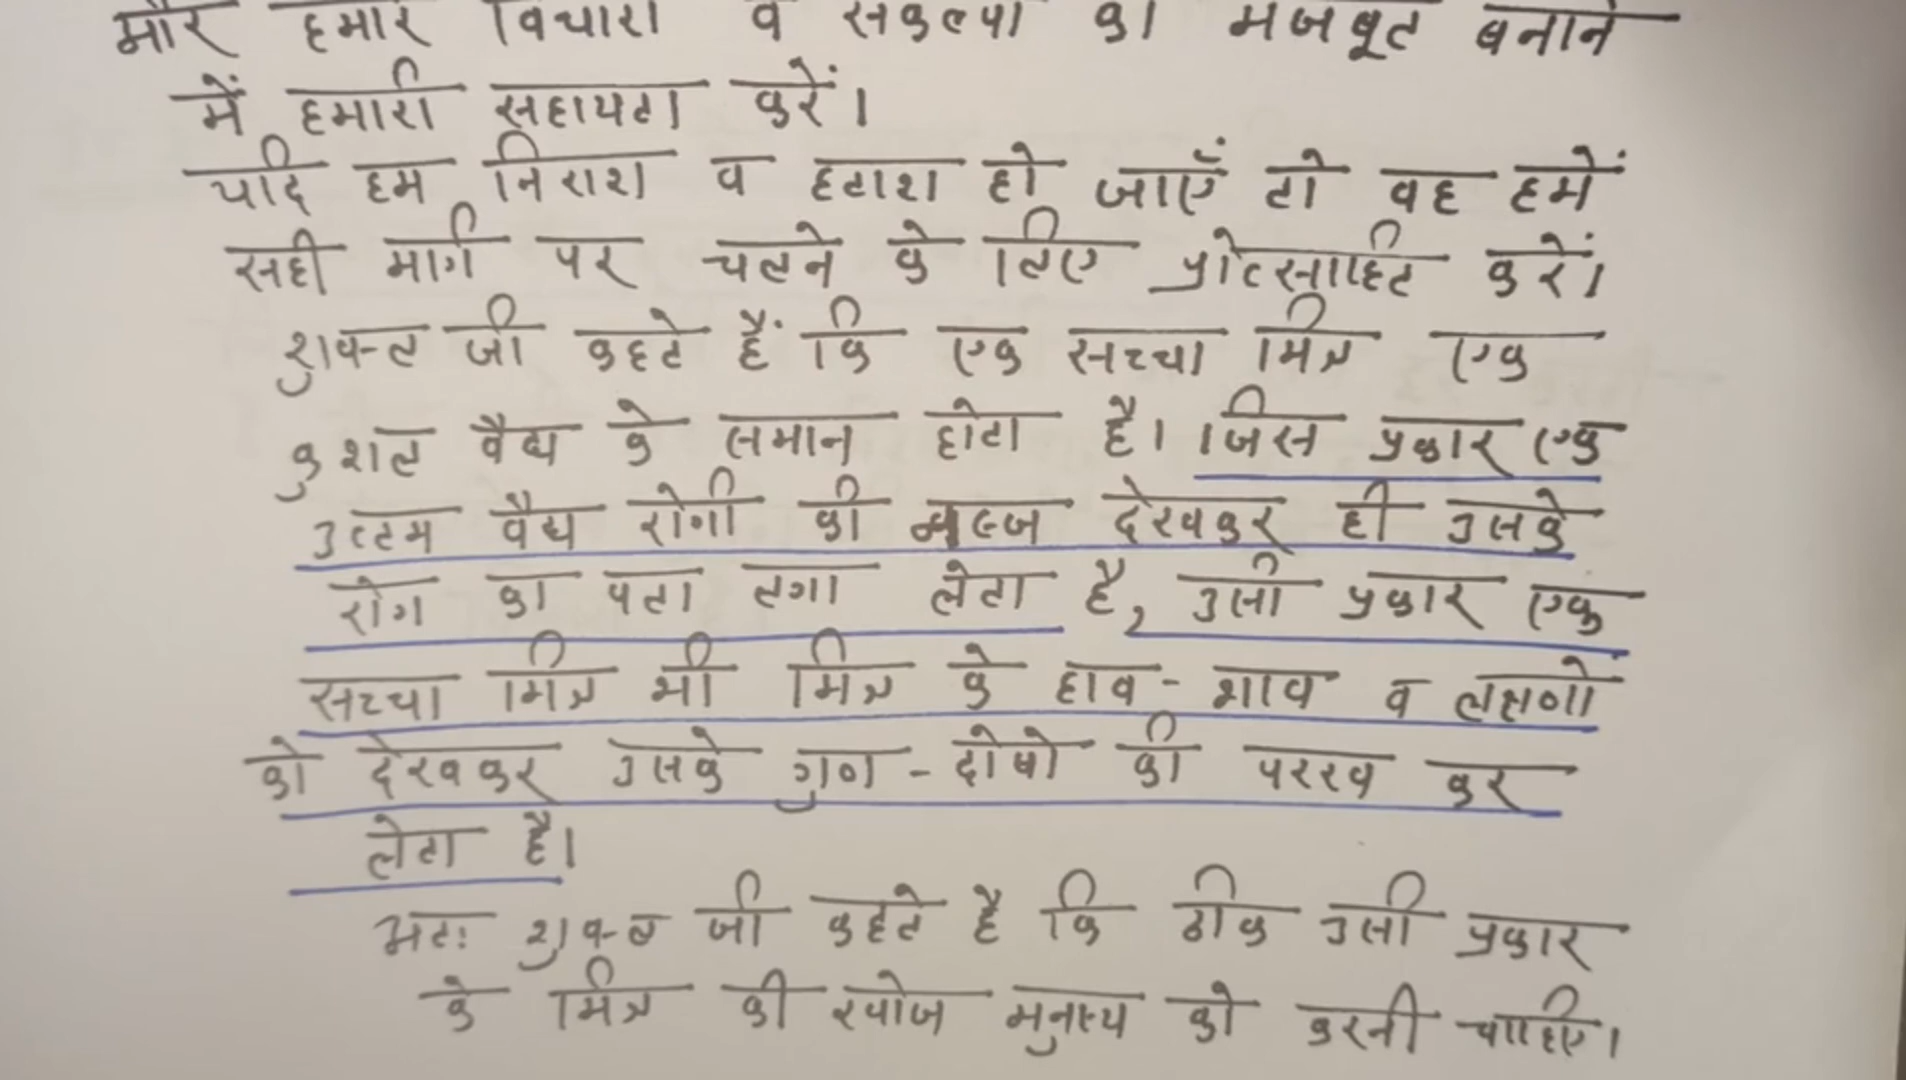 और हमारे विचारों व संकल्पों को मजबूत बनाने
में हमारी सहायता करें।
यदि हम निराश व हताश हो जाएँ तो वह हमें
सही मार्ग पर चलने के लिए प्रोत्साहित करें।
शुक्ल जी कहते हैं कि एक सच्चा मित्र एक
कुशल वैद्य के समान होता है। जिस प्रकार एक
उत्तम वैद्य रोगी की नब्ज देखकर ही उसके
रोग का पता लगा लेता है, उसी प्रकार एक
सच्चा मित्र भी मित्र के हाव - भाव व लक्षणो
को देखकर उसके गुण - दोषो की परख कर
लेता है।
अतः शुक्ल जी कहते है कि ठीक उसी प्रकार
के मित्र की खोज मुनष्य को करनी चाहिए।